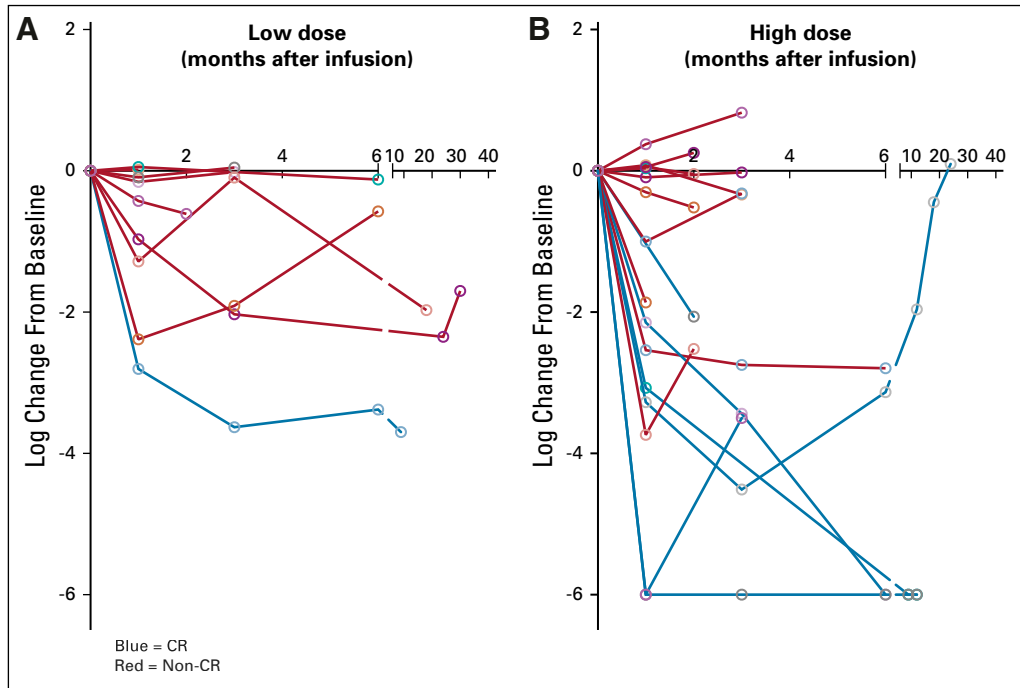 A
Low dose
(months after infusion)
Log Change From Baseline
2
0
-2
-4
-6
2
4
6
10
20
30
40
Blue = CR
Red = Non-CR
B
High dose
(months after infusion)
Log Change From Baseline
2
0
-2
-4
-6
2
4
6
10
20
30
40